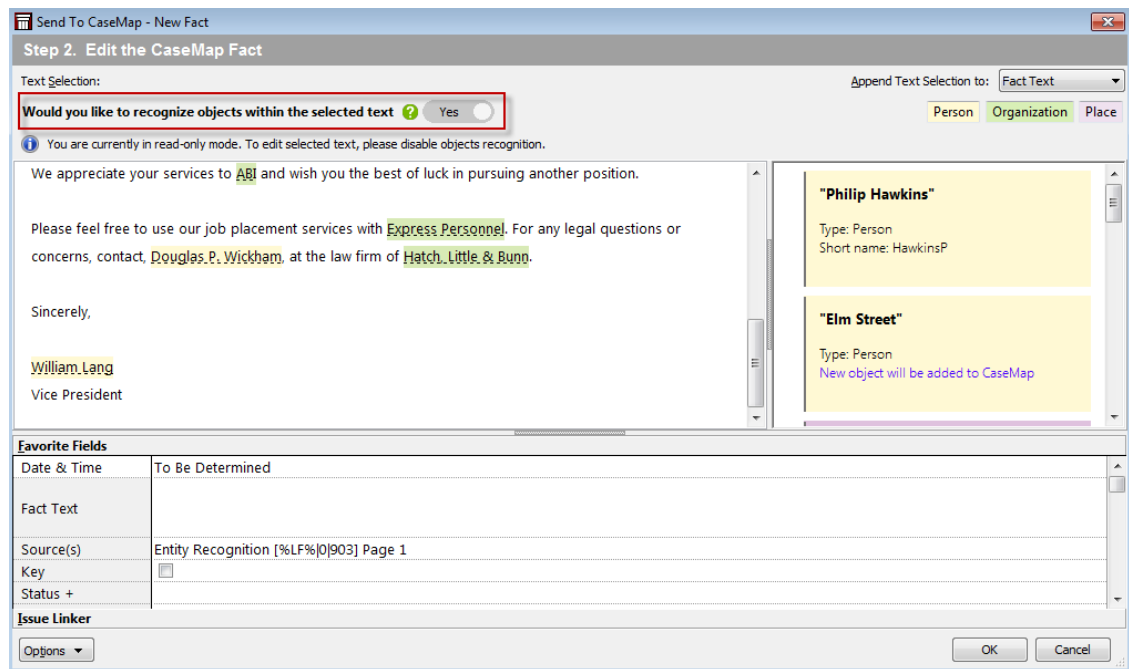 Send To CaseMap - New Fact
Step 2. Edit the CaseMap Fact
Text Selection:
Append Text Selection to: Fact Text
Would you like to recognize objects within the selected text ? Yes
Person Organization Place
You are currently in read-only mode. To edit selected text, please disable objects recognition.
We appreciate your services to ABI and wish you the best of luck in pursuing another position.
Please feel free to use our job placement services with Express Personnel. For any legal questions or
concerns, contact, Douglas P. Wickham, at the law firm of Hatch, Little & Bunn.
Sincerely,
William Lang
Vice President
"Philip Hawkins"
Type: Person
Short name: HawkinsP
"Elm Street"
Type: Person
New object will be added to CaseMap
Favorite Fields
Date & Time To Be Determined
Fact Text
Source(s) Entity Recognition [%LF%|0|903] Page 1
Key
Status +
Issue Linker
Options
OK Cancel